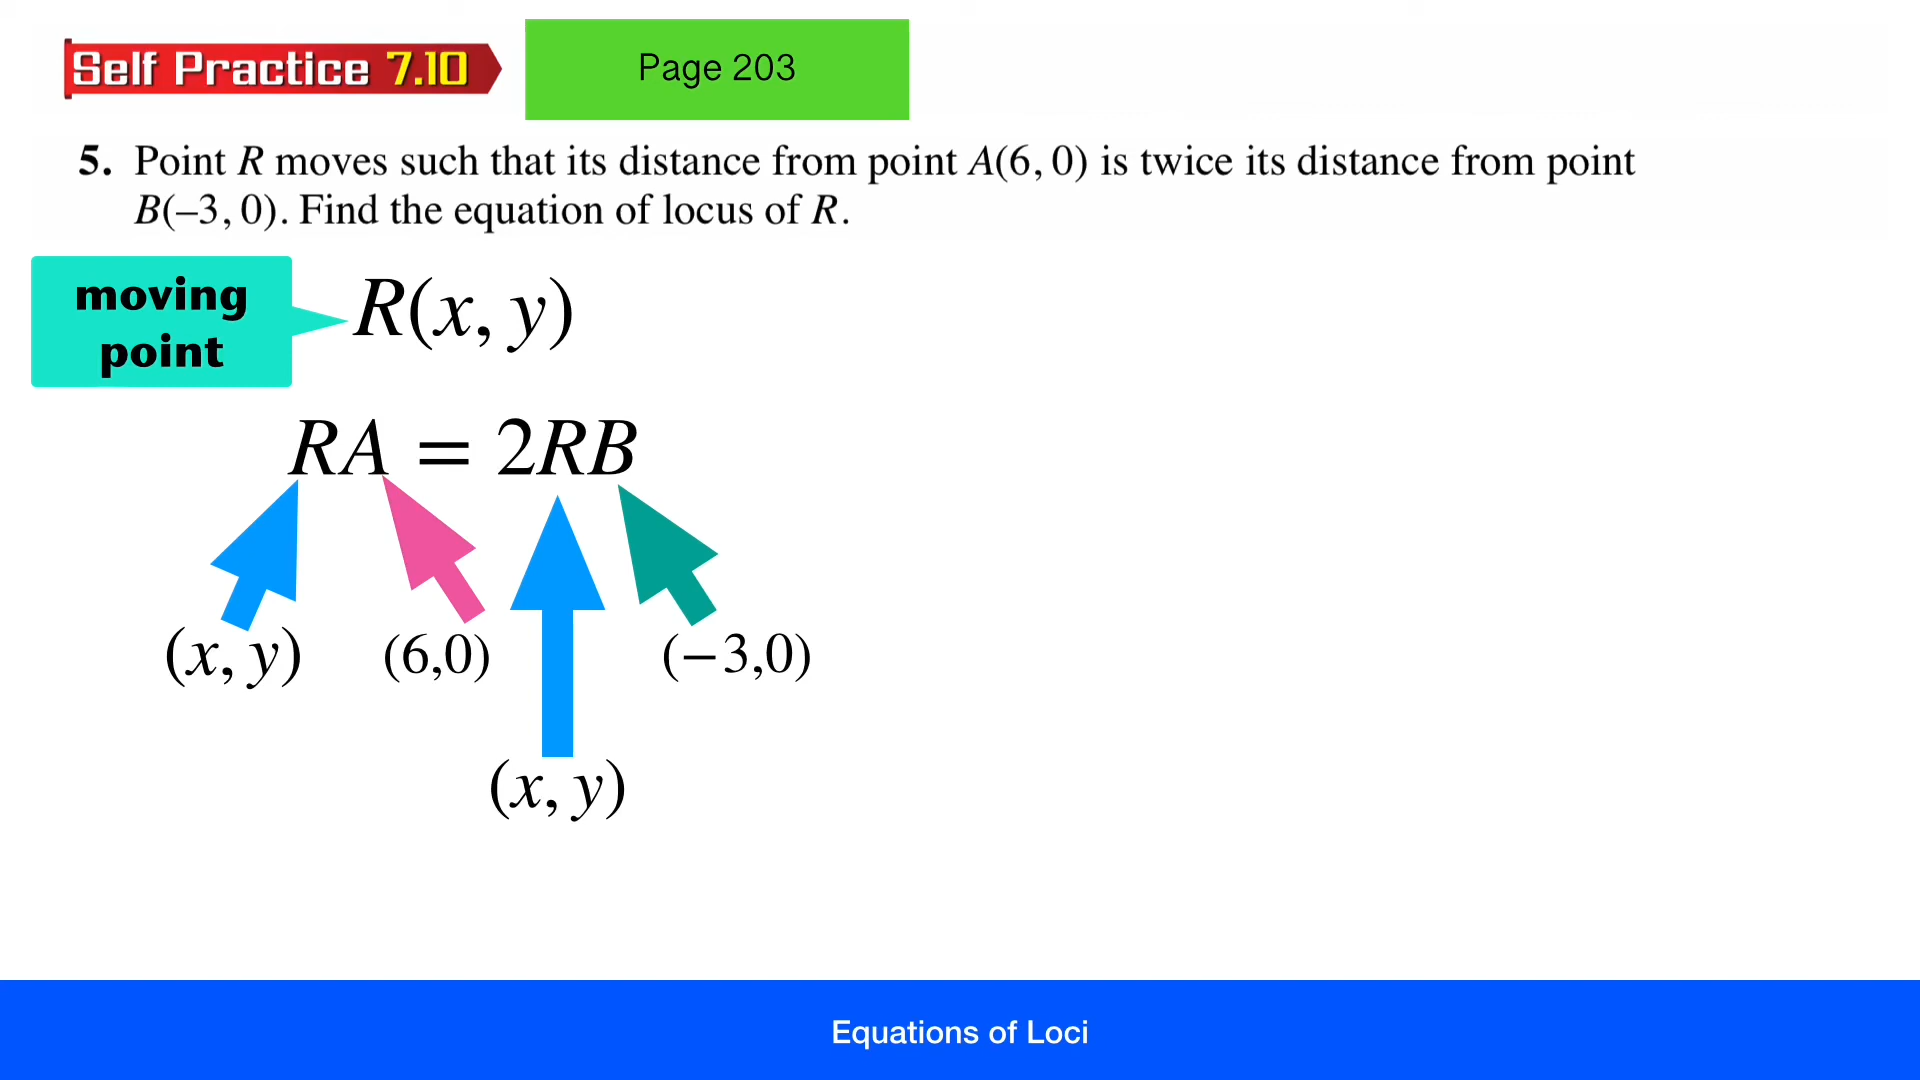 Self Practice 7.10
Page 203
5. Point R moves such that its distance from point A(6, 0) is twice its distance from point
B(–3, 0). Find the equation of locus of R.
moving
point
R(x, y)
RA = 2RB
(x, y) (6,0) (−3,0)
(x, y)
Equations of Loci